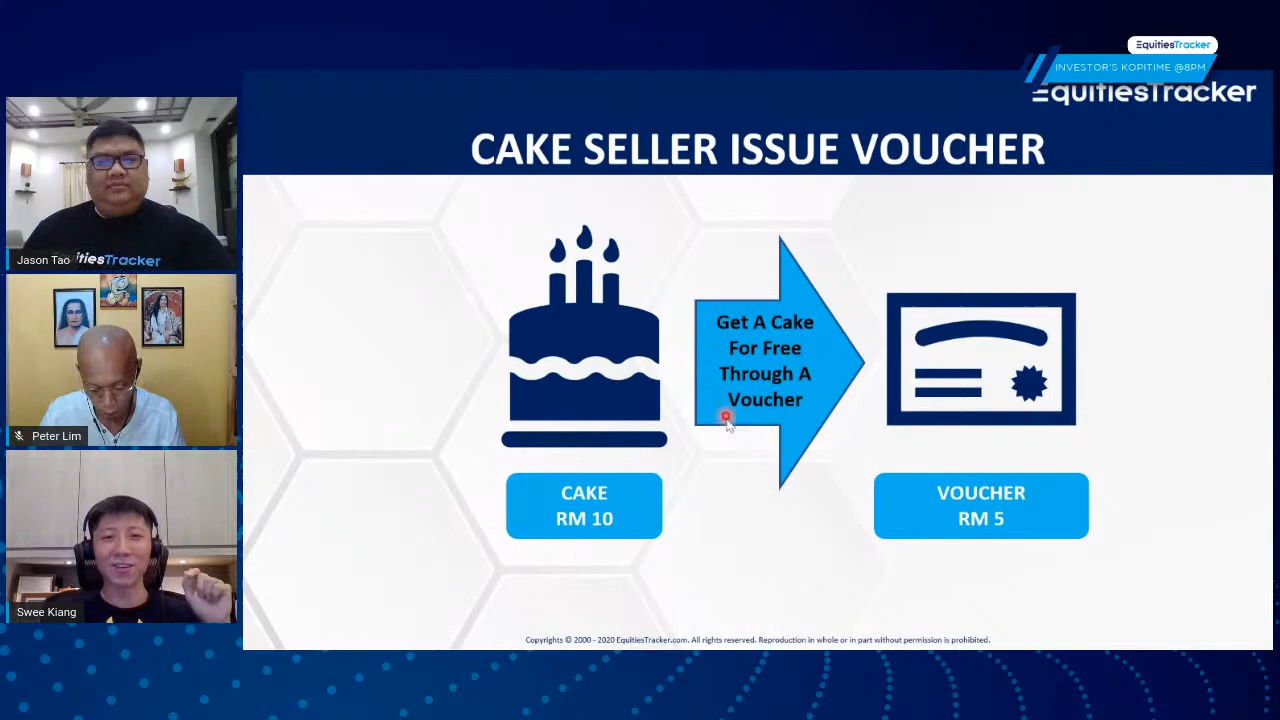 EquitiesTracker
INVESTOR'S KOPITIME @8PM
EquitiesTracker
CAKE SELLER ISSUE VOUCHER
Jason Tao
itiesTracker
Peter Lim
Swee Kiang
Get A Cake
For Free
Through A
Voucher
CAKE
RM 10
VOUCHER
RM 5
Copyrights © 2000 - 2020 EquitiesTracker.com. All rights reserved. Reproduction in whole or in part without permission is prohibited.